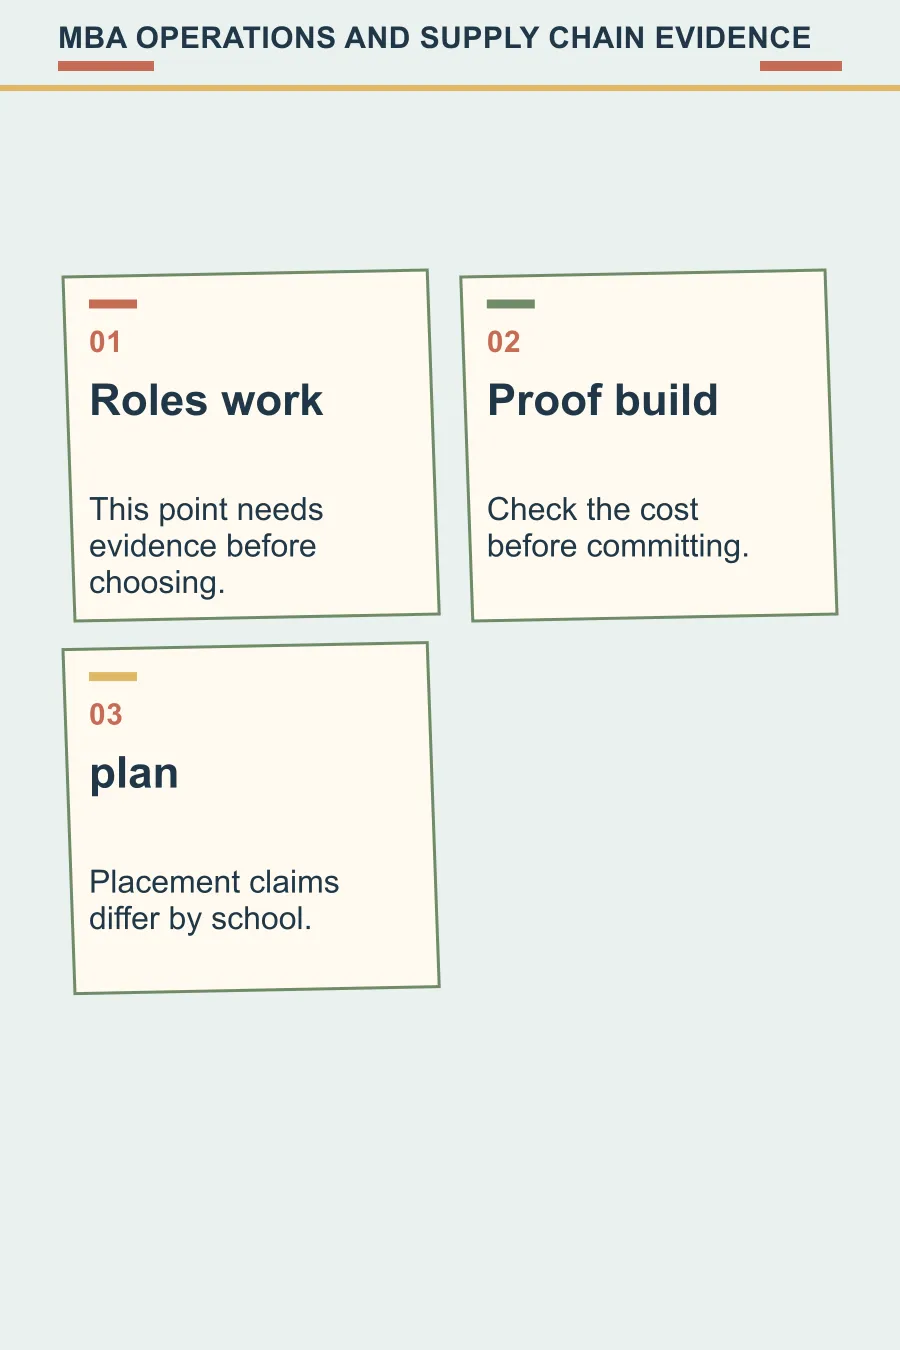 MBA OPERATIONS AND SUPPLY CHAIN EVIDENCE
01
Roles work
This point needs
evidence before
choosing.
02
Proof build
Check the cost
before committing.
03
plan
Placement claims
differ by school.